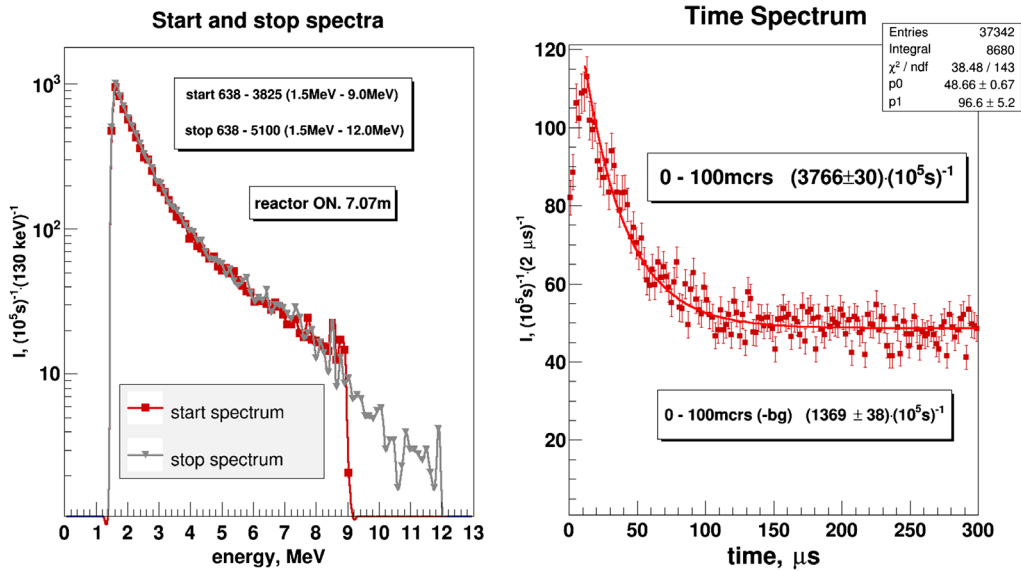 Start and stop spectra
I, (10⁵s)⁻¹·(130 keV)⁻¹
10³
10²
10
start 638 - 3825 (1.5MeV - 9.0MeV)
stop 638 - 5100 (1.5MeV - 12.0MeV)
reactor ON. 7.07m
start spectrum
stop spectrum
0 1 2 3 4 5 6 7 8 9 10 11 12 13
energy, MeV
Time Spectrum
Entries 37342
Integral 8680
χ² / ndf 38.48 / 143
p0 48.66 ± 0.67
p1 96.6 ± 5.2
I, (10⁵s)⁻¹·(2 μs)⁻¹
120
100
80
60
40
20
0 - 100mcrs (3766±30)·(10⁵s)⁻¹
0 - 100mcrs (-bg) (1369 ± 38)·(10⁵s)⁻¹
0 50 100 150 200 250 300
time, μs